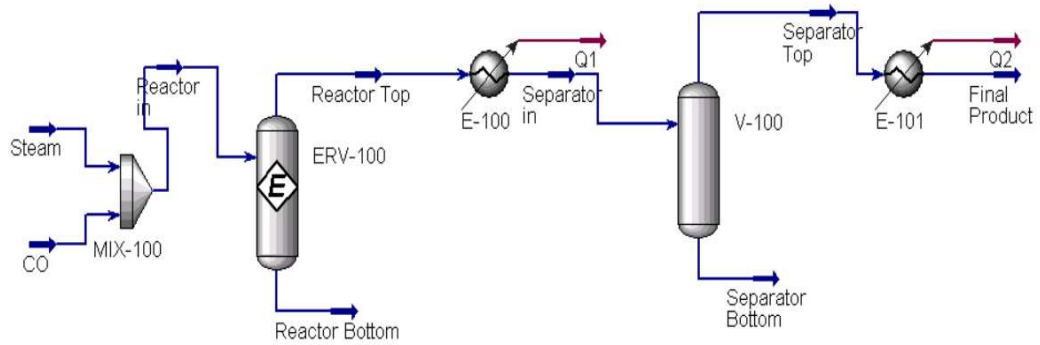 Steam
CO
MIX-100
Reactor
in
ERV-100
E
Reactor Top
Reactor Bottom
E-100
Q1
Separator
in
V-100
Separator
Top
Separator
Bottom
E-101
Q2
Final
Product